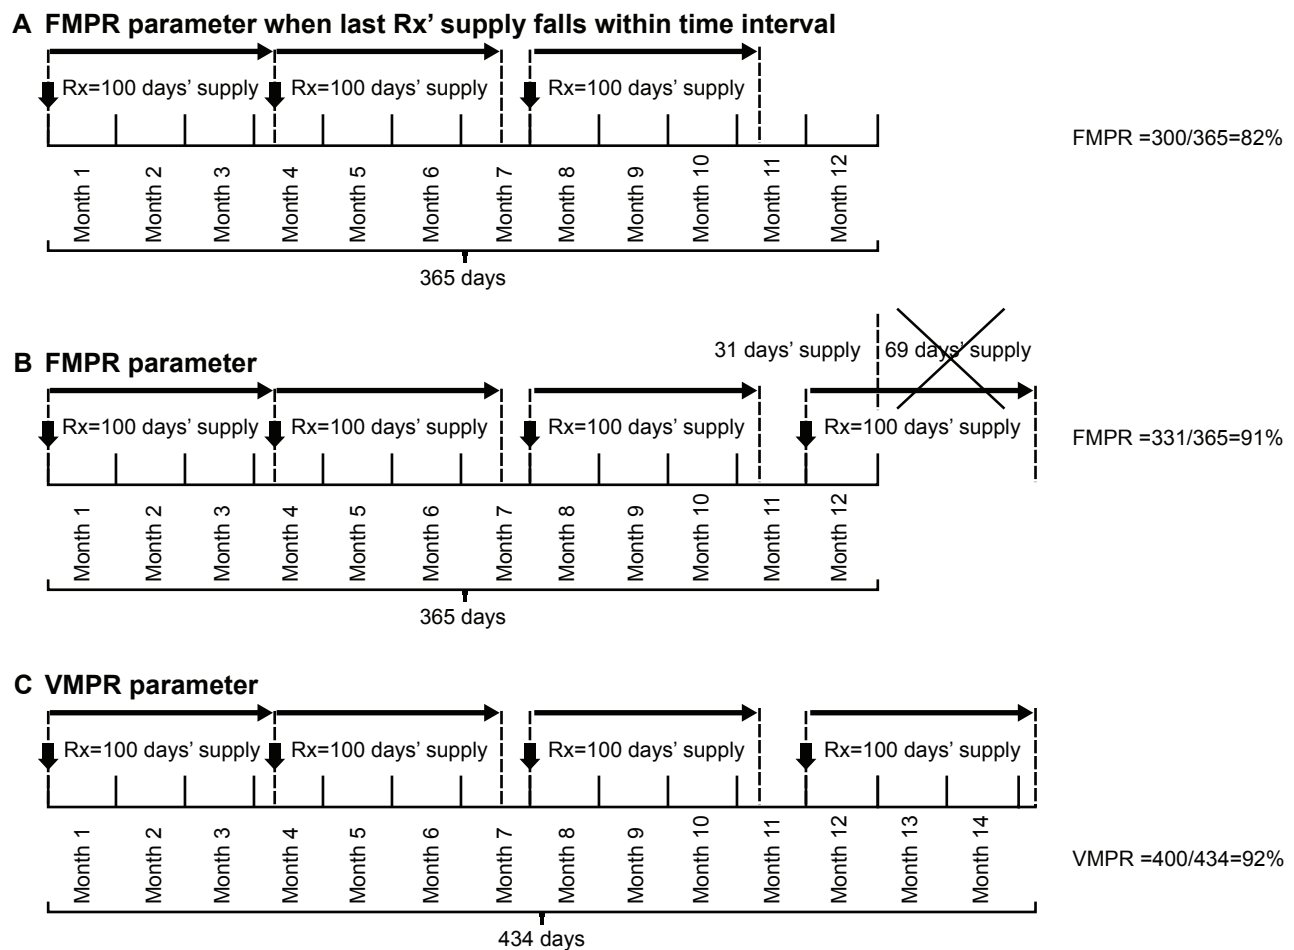 A FMPR parameter when last Rx’ supply falls within time interval
Rx=100 days’ supply Rx=100 days’ supply Rx=100 days’ supply
FMPR =300/365=82%
Month 1 Month 2 Month 3 Month 4 Month 5 Month 6 Month 7 Month 8 Month 9 Month 10 Month 11 Month 12
365 days
31 days’ supply 69 days’ supply
B FMPR parameter
Rx=100 days’ supply Rx=100 days’ supply Rx=100 days’ supply Rx=100 days’ supply
FMPR =331/365=91%
Month 1 Month 2 Month 3 Month 4 Month 5 Month 6 Month 7 Month 8 Month 9 Month 10 Month 11 Month 12
365 days
C VMPR parameter
Rx=100 days’ supply Rx=100 days’ supply Rx=100 days’ supply Rx=100 days’ supply
Month 1 Month 2 Month 3 Month 4 Month 5 Month 6 Month 7 Month 8 Month 9 Month 10 Month 11 Month 12 Month 13 Month 14
VMPR =400/434=92%
434 days